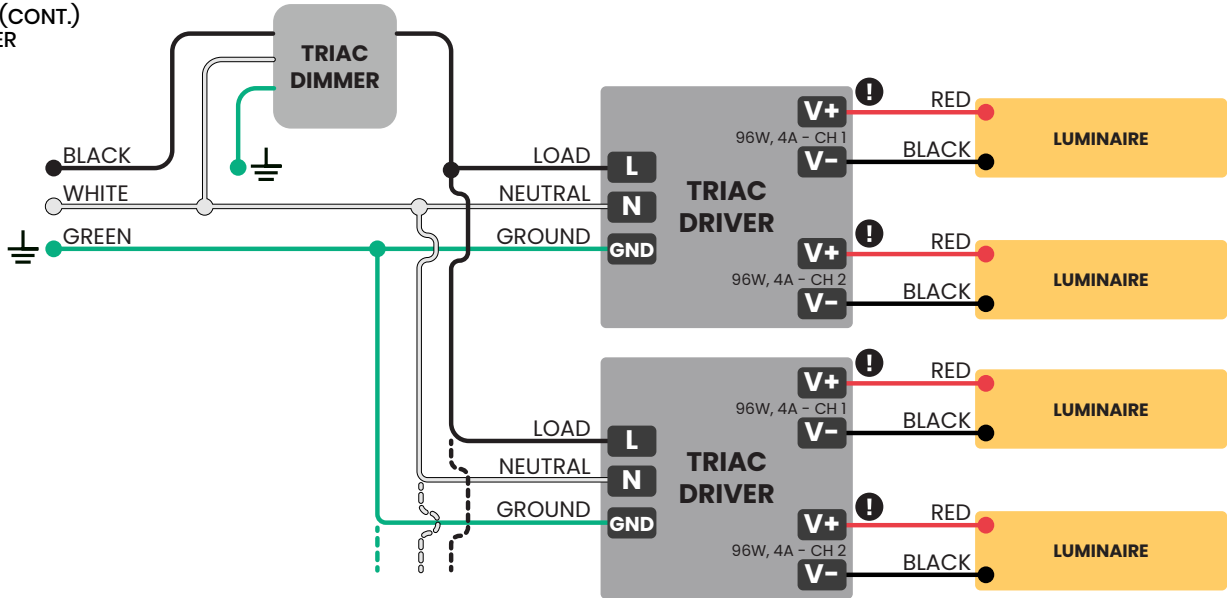 (CONT.)
ER
TRIAC
DIMMER
BLACK
WHITE
GREEN
LOAD
NEUTRAL
GROUND
L
N
GND
TRIAC
DRIVER
V+
96W, 4A - CH 1
V-
!
RED
BLACK
LUMINAIRE
V+
96W, 4A - CH 2
V-
!
RED
BLACK
LUMINAIRE
LOAD
NEUTRAL
GROUND
L
N
GND
TRIAC
DRIVER
V+
96W, 4A - CH 1
V-
!
RED
BLACK
LUMINAIRE
V+
96W, 4A - CH 2
V-
!
RED
BLACK
LUMINAIRE